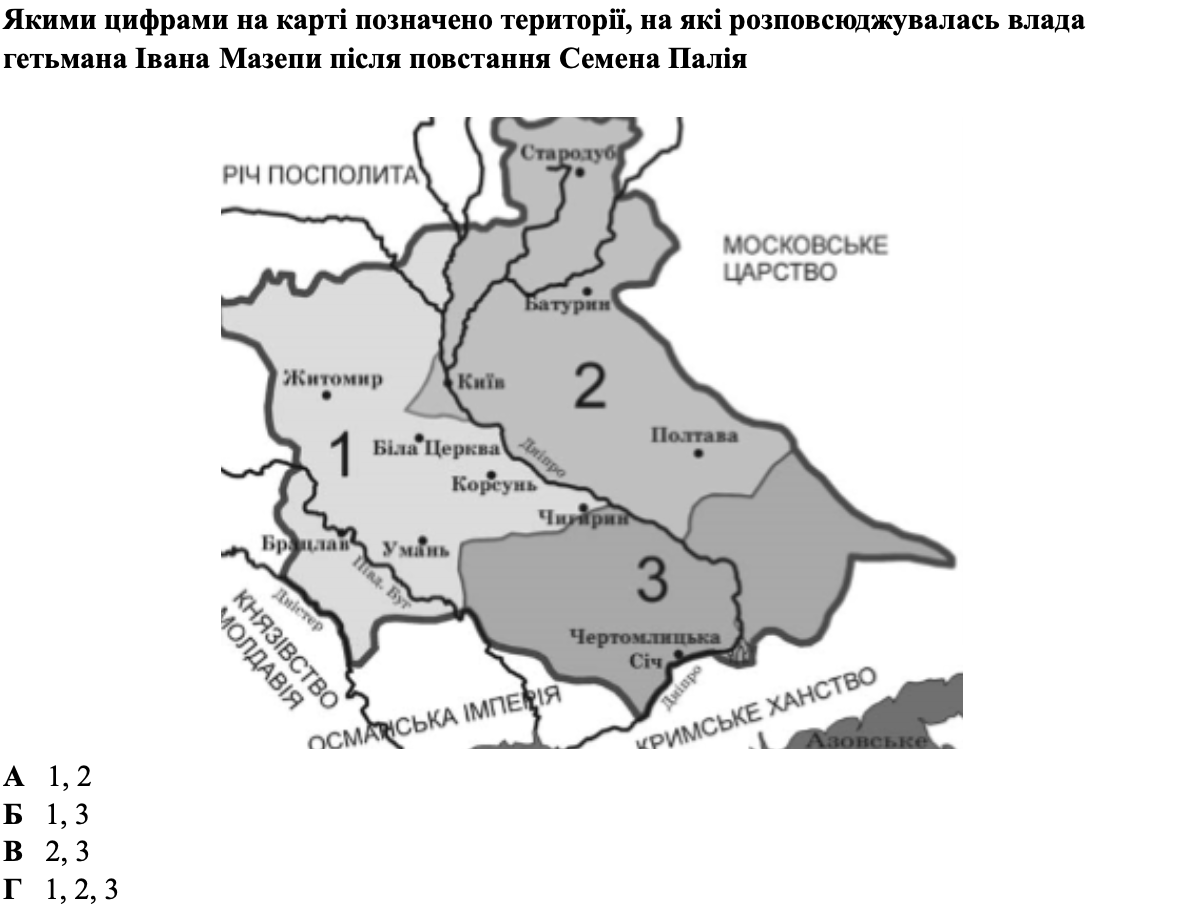 Якими цифрами на карті позначено території, на які розповсюджувалась влада
гетьмана Івана Мазепи після повстання Семена Палія
Стародуб
РІЧ ПОСПОЛИТА
МОСКОВСЬКЕ
ЦАРСТВО
Батурин
Житомир
Київ
2
Полтава
1
Біла Церква
Дніпро
Корсунь
Чигирин
Брацлав
Умань
Півд. Буг
3
Дністер
КНЯЗІВСТВО
МОЛДАВІЯ
Чертомлицька
Січ
Дніпро
ОСМАНСЬКА ІМПЕРІЯ
КРИМСЬКЕ ХАНСТВО
Азовське
А 1, 2
Б 1, 3
В 2, 3
Г 1, 2, 3